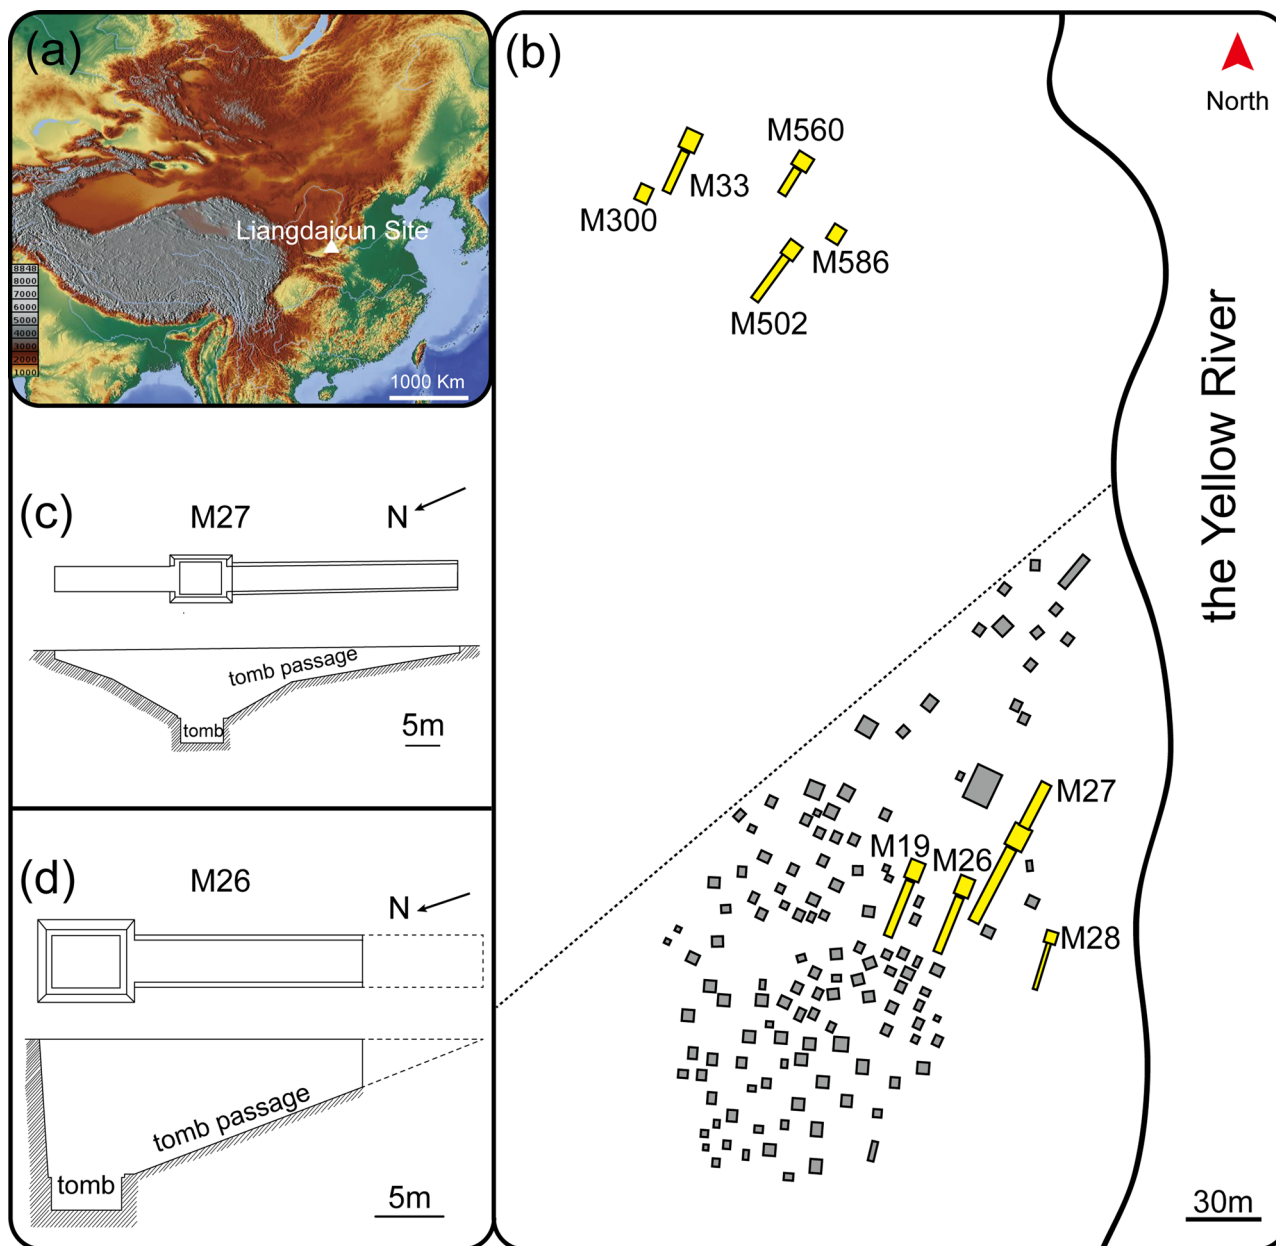 (a)
Liangdaicun Site
8848
8000
7000
6000
5000
4000
3000
2000
1000
1000 Km
(b)
North
M560
M33
M300
M586
M502
the Yellow River
M27
M19
M26
M28
30m
(c)
M27
N
tomb passage
tomb
5m
(d)
M26
N
tomb passage
tomb
5m